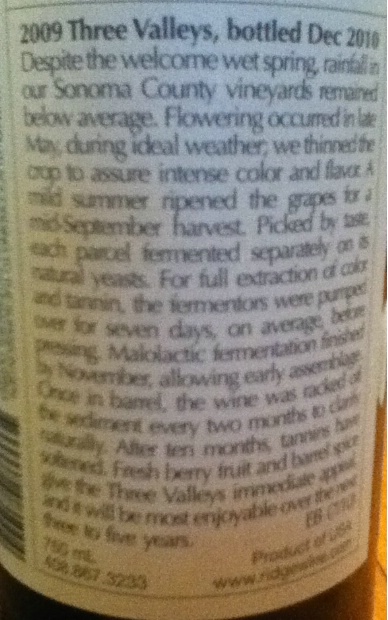 2009 Three Valleys, bottled Dec 2010
Despite the welcome wet spring, rainfall in
our Sonoma County vineyards remained
below average. Flowering occurred in late
May, during ideal weather; we thinned the
crop to assure intense color and flavor. A
mild summer ripened the grapes for a
mid-September harvest. Picked by taste,
each parcel fermented separately on its
natural yeasts. For full extraction of color
and tannin, the fermentors were pumped
over for seven days, on average, before
pressing. Malolactic fermentation finished
by November, allowing early assemblage.
Once in barrel, the wine was racked off
the sediment every two months to clarify
naturally. After ten months, tannins have
softened. Fresh berry fruit and barrel spice
give the Three Valleys immediate appeal,
and it will be most enjoyable over the next
three to five years. EB
750 mL Product of USA
408.867.3233 www.ridgewine.com